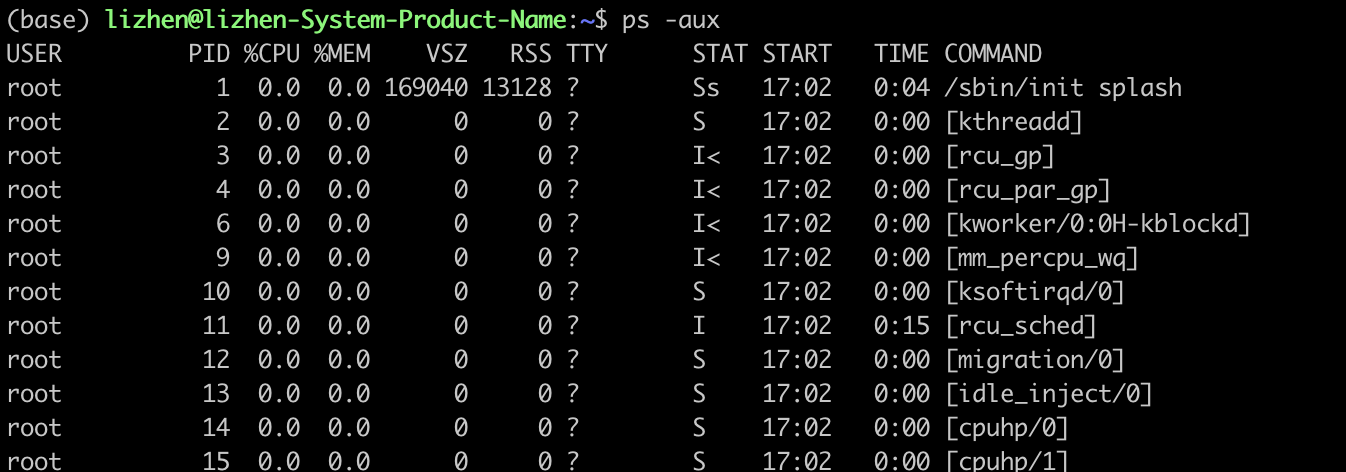 (base) lizhen@lizhen-System-Product-Name:~$ ps -aux
USER         PID %CPU %MEM    VSZ   RSS TTY      STAT START   TIME COMMAND
root           1  0.0  0.0 169040 13128 ?        Ss   17:02   0:04 /sbin/init splash
root           2  0.0  0.0      0     0 ?        S    17:02   0:00 [kthreadd]
root           3  0.0  0.0      0     0 ?        I<   17:02   0:00 [rcu_gp]
root           4  0.0  0.0      0     0 ?        I<   17:02   0:00 [rcu_par_gp]
root           6  0.0  0.0      0     0 ?        I<   17:02   0:00 [kworker/0:0H-kblockd]
root           9  0.0  0.0      0     0 ?        I<   17:02   0:00 [mm_percpu_wq]
root          10  0.0  0.0      0     0 ?        S    17:02   0:00 [ksoftirqd/0]
root          11  0.0  0.0      0     0 ?        I    17:02   0:15 [rcu_sched]
root          12  0.0  0.0      0     0 ?        S    17:02   0:00 [migration/0]
root          13  0.0  0.0      0     0 ?        S    17:02   0:00 [idle_inject/0]
root          14  0.0  0.0      0     0 ?        S    17:02   0:00 [cpuhp/0]
root          15  0.0  0.0      0     0 ?        S    17:02   0:00 [cpuhp/1]